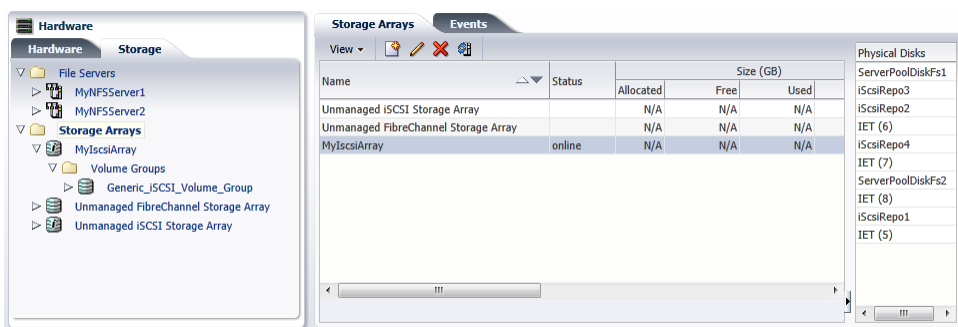 Hardware
Hardware Storage
File Servers
MyNFSServer1
MyNFSServer2
Storage Arrays
MyIscsiArray
Volume Groups
Generic_iSCSI_Volume_Group
Unmanaged FibreChannel Storage Array
Unmanaged iSCSI Storage Array
Storage Arrays Events
View
Name Status Size (GB)
Allocated Free Used
Unmanaged iSCSI Storage Array N/A N/A N/A
Unmanaged FibreChannel Storage Array N/A N/A N/A
MyIscsiArray online N/A N/A N/A
Physical Disks
ServerPoolDiskFs1
iScsiRepo3
iScsiRepo2
IET (6)
iScsiRepo4
IET (7)
ServerPoolDiskFs2
IET (8)
iScsiRepo1
IET (5)